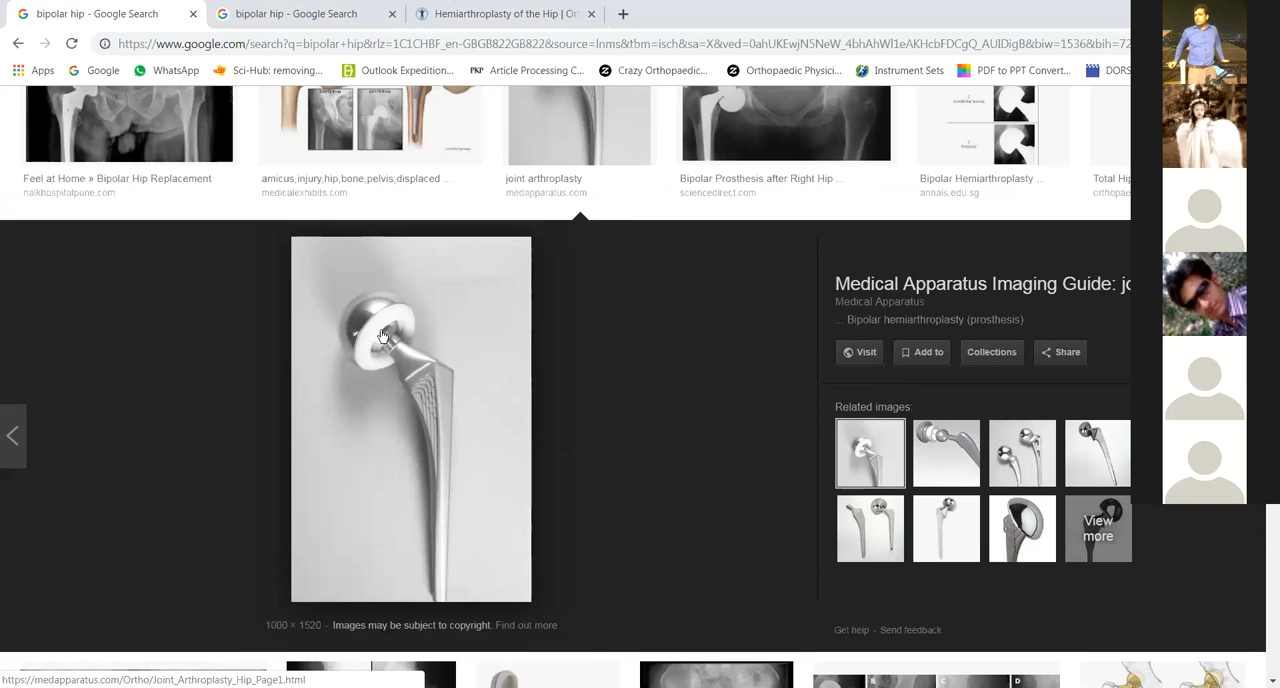 bipolar hip - Google Search
bipolar hip - Google Search
Hemiarthroplasty of the Hip | Or
https://www.google.com/search?q=bipolar+hip&rlz=1C1CHBF_en-GBGB822GB822&source=lnms&tbm=isch&sa=X&ved=0ahUKEwjN5NeW_4bhAhWl1eAKHcbFDCgQ_AUIDigB&biw=1536&bih=72
Apps
Google
WhatsApp
Sci-Hub: removing...
Outlook Expedition...
PKP Article Processing C...
Crazy Orthopaedic...
Orthopaedic Physici...
Instrument Sets
PDF to PPT Convert...
DORS
Feel at Home » Bipolar Hip Replacement
naikhospitalpune.com
amicus,injury,hip,bone,pelvis,displaced ...
medicalexhibits.com
joint arthroplasty
medapparatus.com
Bipolar Prosthesis after Right Hip ...
sciencedirect.com
Bipolar Hemiarthroplasty ...
annals.edu.sg
Total Hip
orthopae
Medical Apparatus Imaging Guide: jo
Medical Apparatus
... Bipolar hemiarthroplasty (prosthesis)
Visit
Add to
Collections
Share
Related images:
View
more
1000 × 1520 - Images may be subject to copyright. Find out more
Get help - Send feedback
https://medapparatus.com/Ortho/Joint_Arthroplasty_Hip_Page1.html
B
C
D